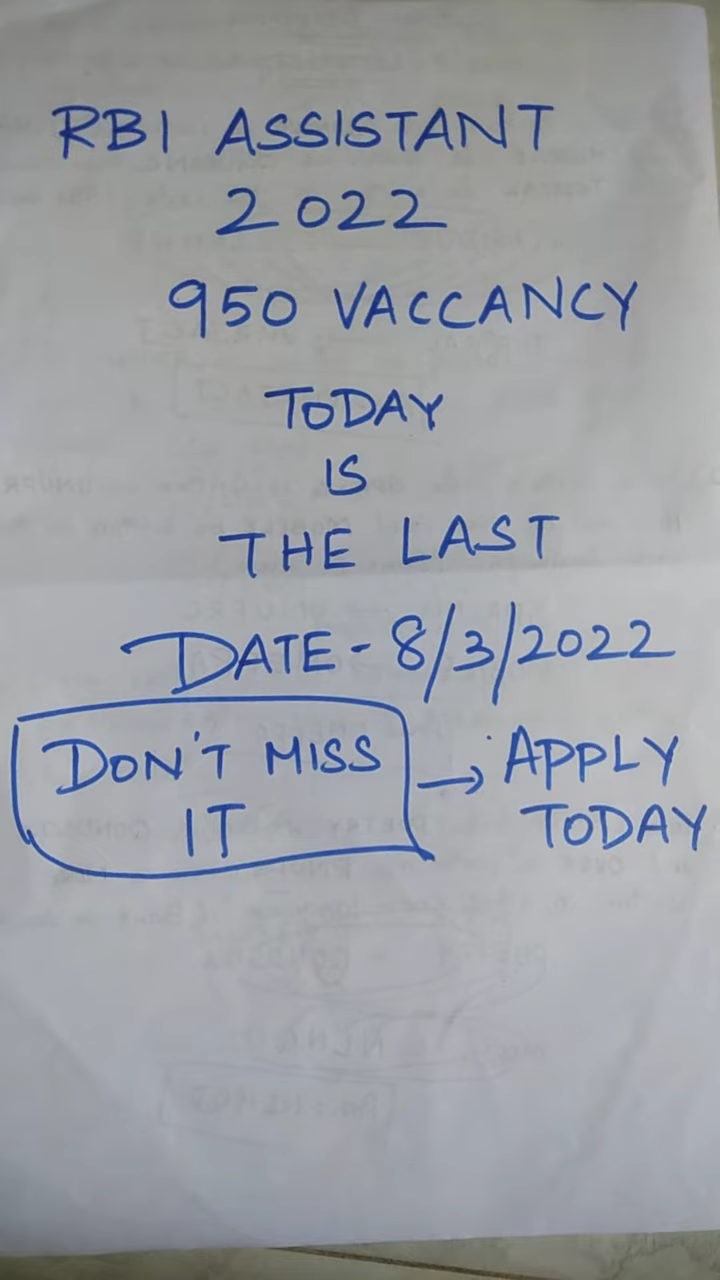 RBI ASSISTANT
2022
950 VACCANCY
TODAY
IS
THE LAST
DATE - 8/3/2022
DON'T MISS
IT
→ APPLY
TODAY